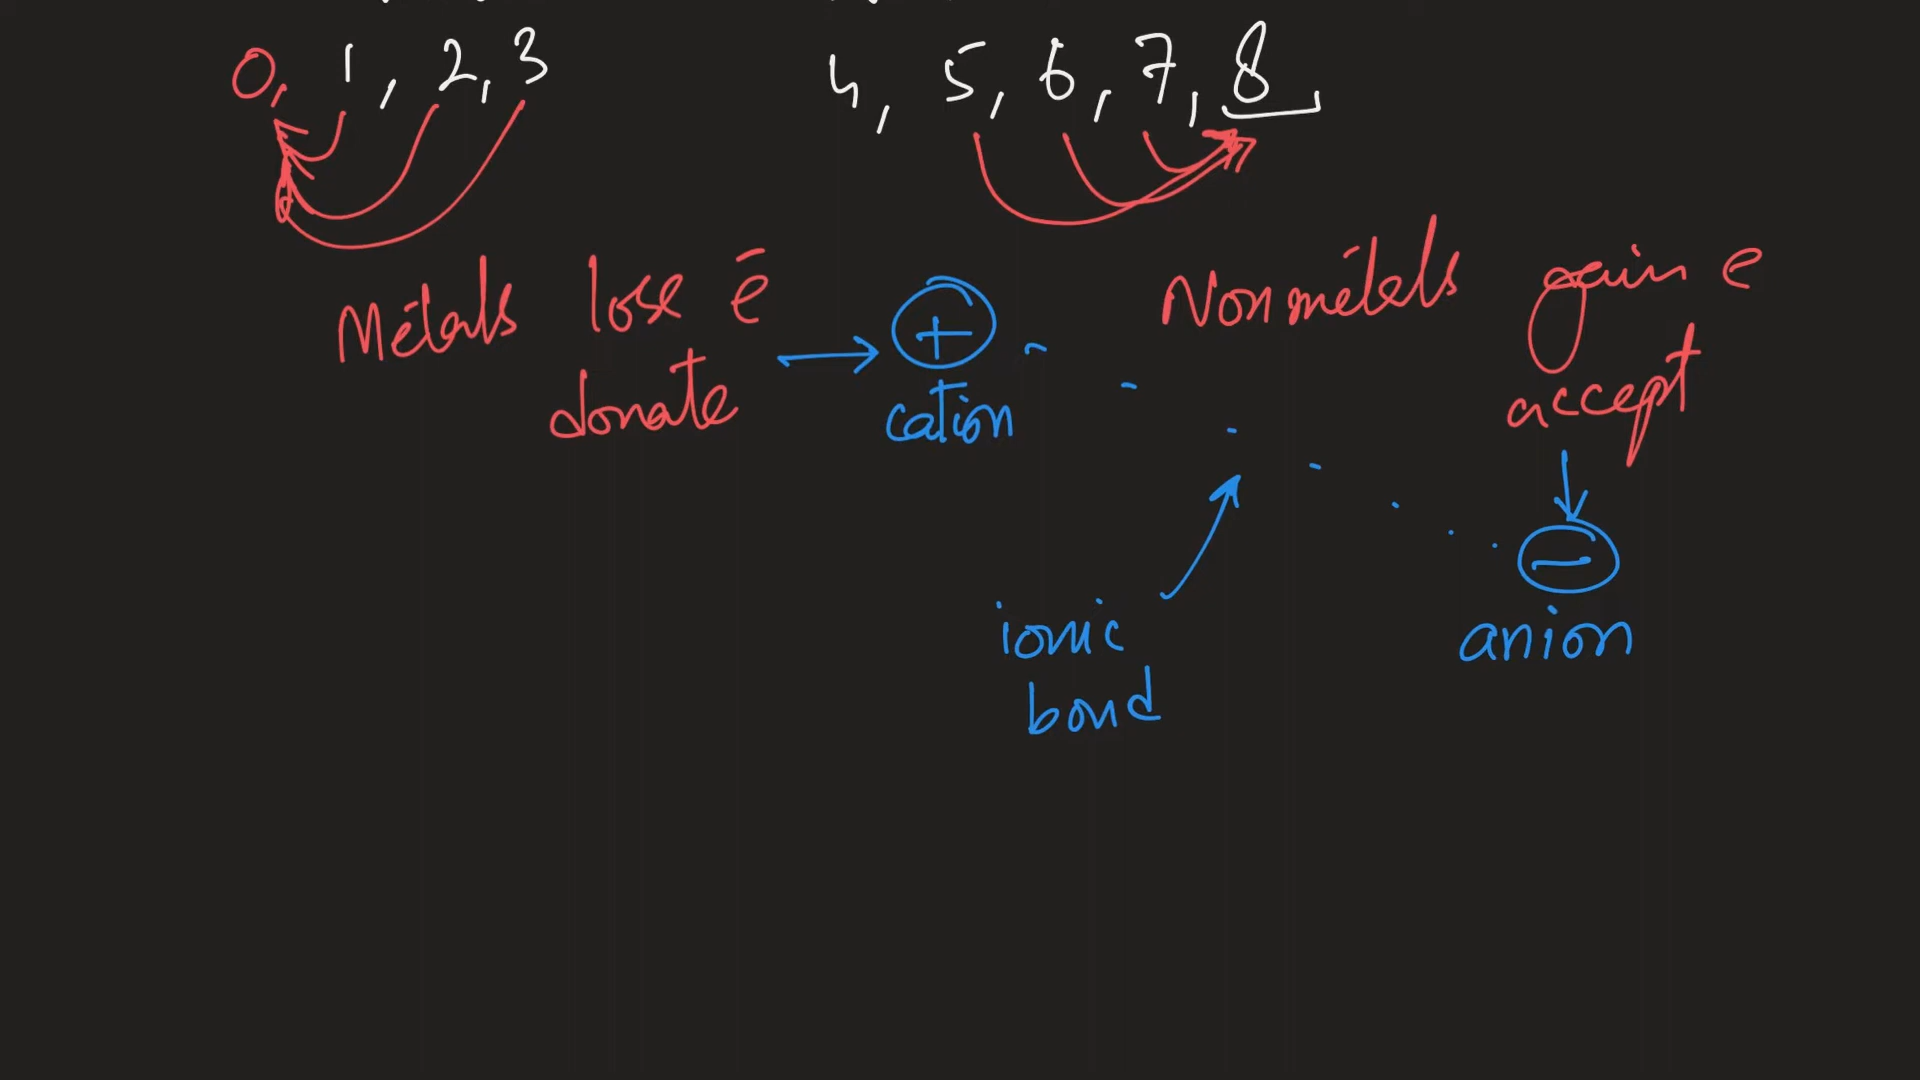 0, 1, 2, 3
4, 5, 6, 7, 8,
Metals lose e
donate
+
cation
Nonmetals gain e
accept
−
anion
ionic
bond